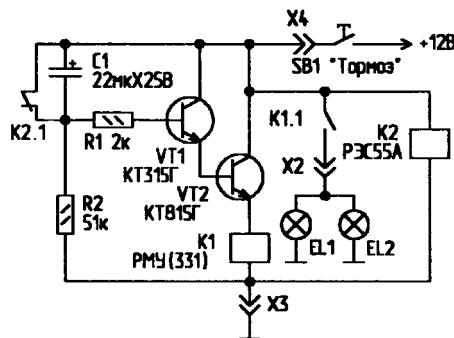 X4
+12В
C1
+
22мкХ25В
SB1 "Тормоз"
K2.1
R1 2к
VT1
КТ315Г
K1.1
K2
РЭС55А
X2
VT2
КТ815Г
R2
51к
K1
РМУ(331)
EL1
EL2
X3